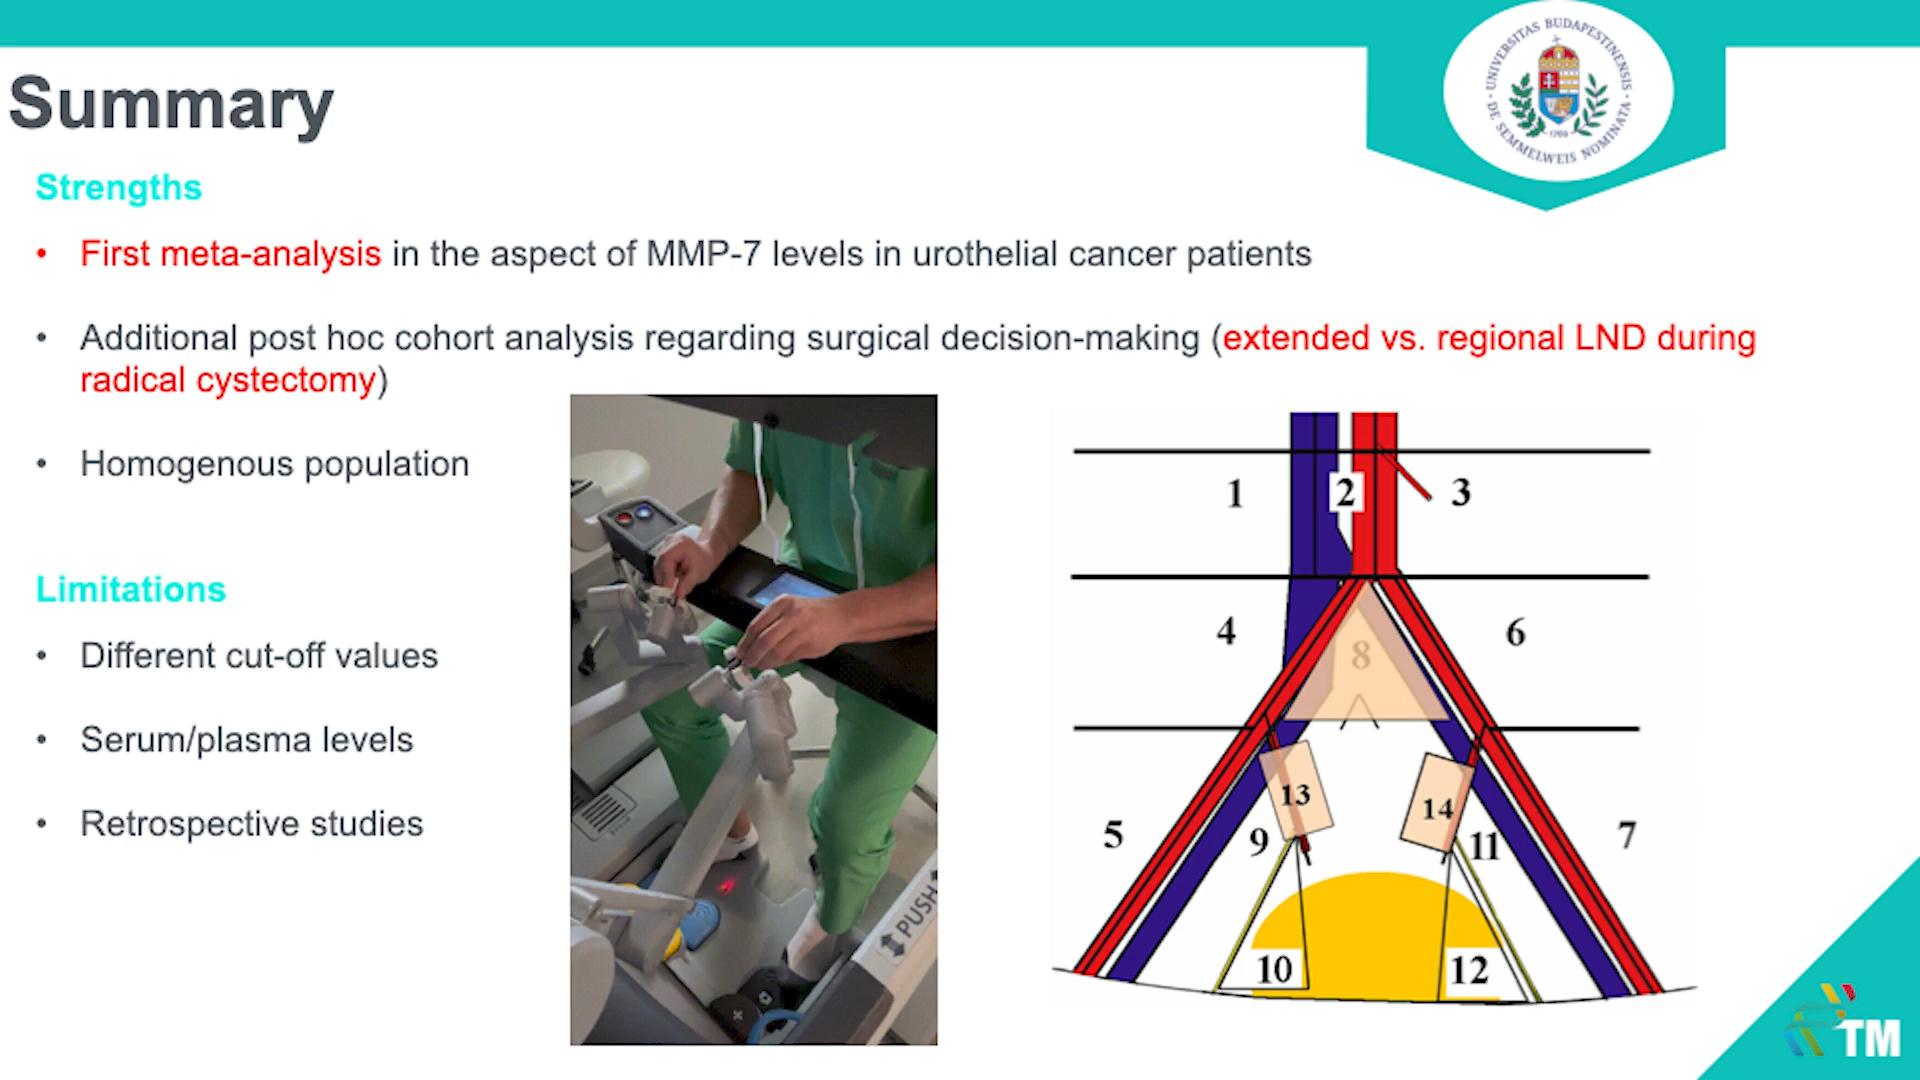 UNIVERSITAS BUDAPESTINENSIS
DE SEMMELWEIS NOMINATA
1769
Summary
Strengths
• First meta-analysis in the aspect of MMP-7 levels in urothelial cancer patients
• Additional post hoc cohort analysis regarding surgical decision-making (extended vs. regional LND during
radical cystectomy)
• Homogenous population
Limitations
• Different cut-off values
• Serum/plasma levels
• Retrospective studies
PUSH
1
2
3
4
8
6
13
14
5
9
11
7
10
12
TM